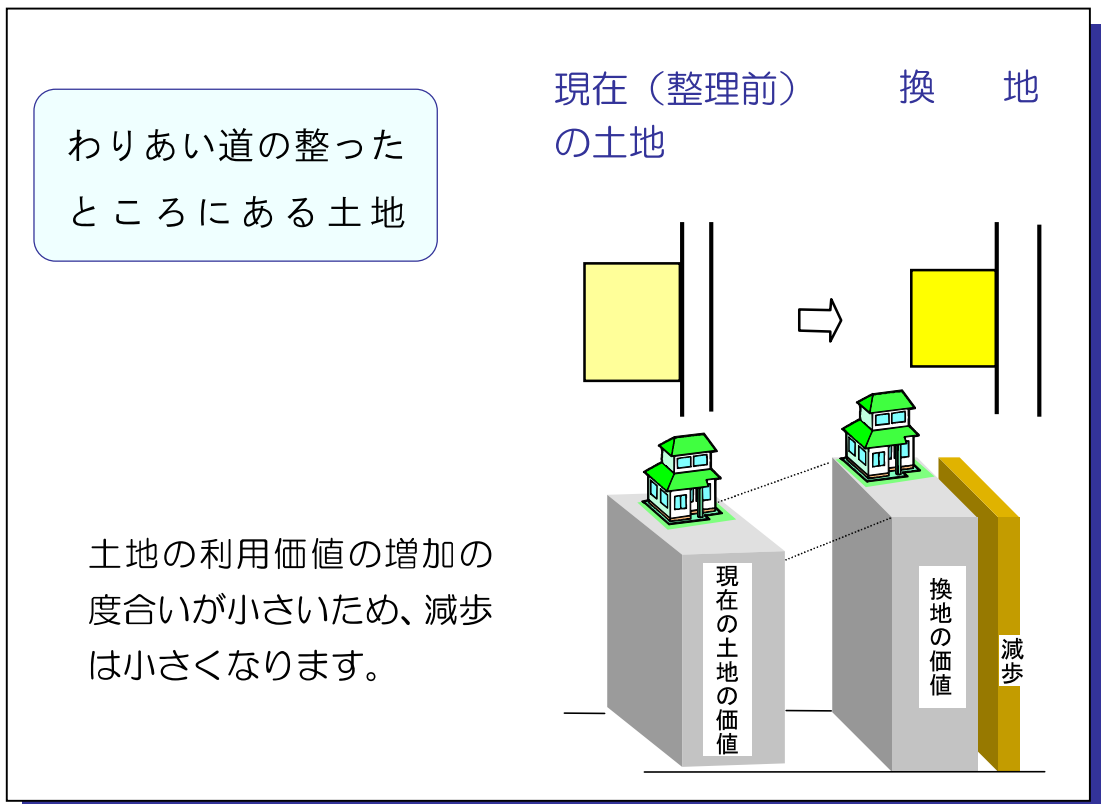 わりあい道の整った
ところにある土地
現在（整理前）
の土地
換地
土地の利用価値の増加の
度合いが小さいため、減歩
は小さくなります。
現在の土地の価値
換地の価値
減歩